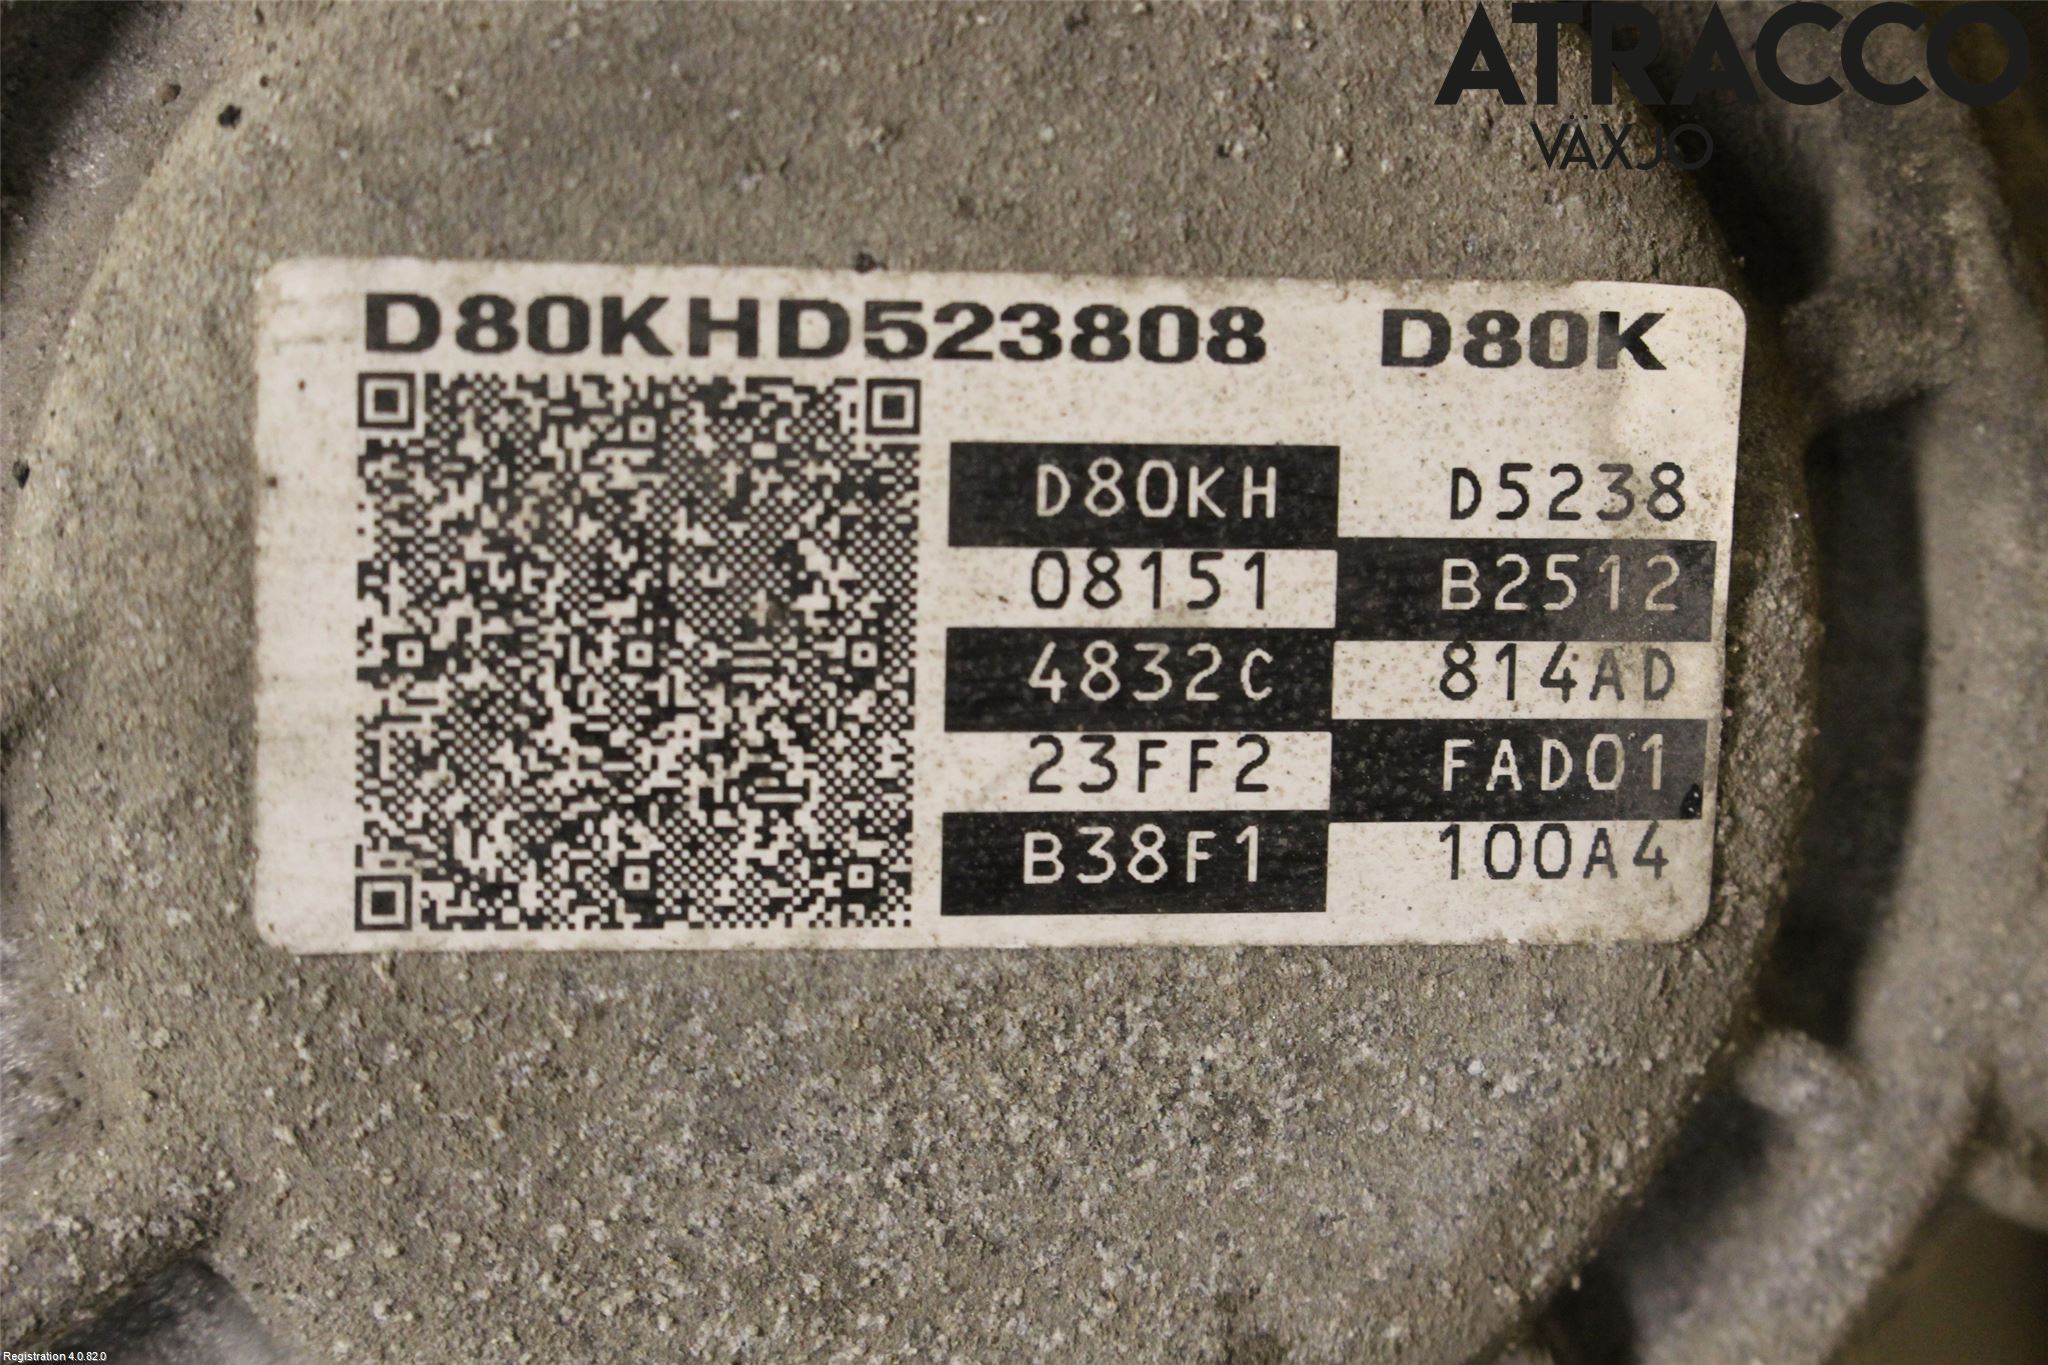 ATRACCO
VÄXJÖ
D80KHD523808 D80K
D80KH D5238
08151 B2512
4832C 814AD
23FF2 FAD01
B38F1 100A4
Registration 4.0.82.0